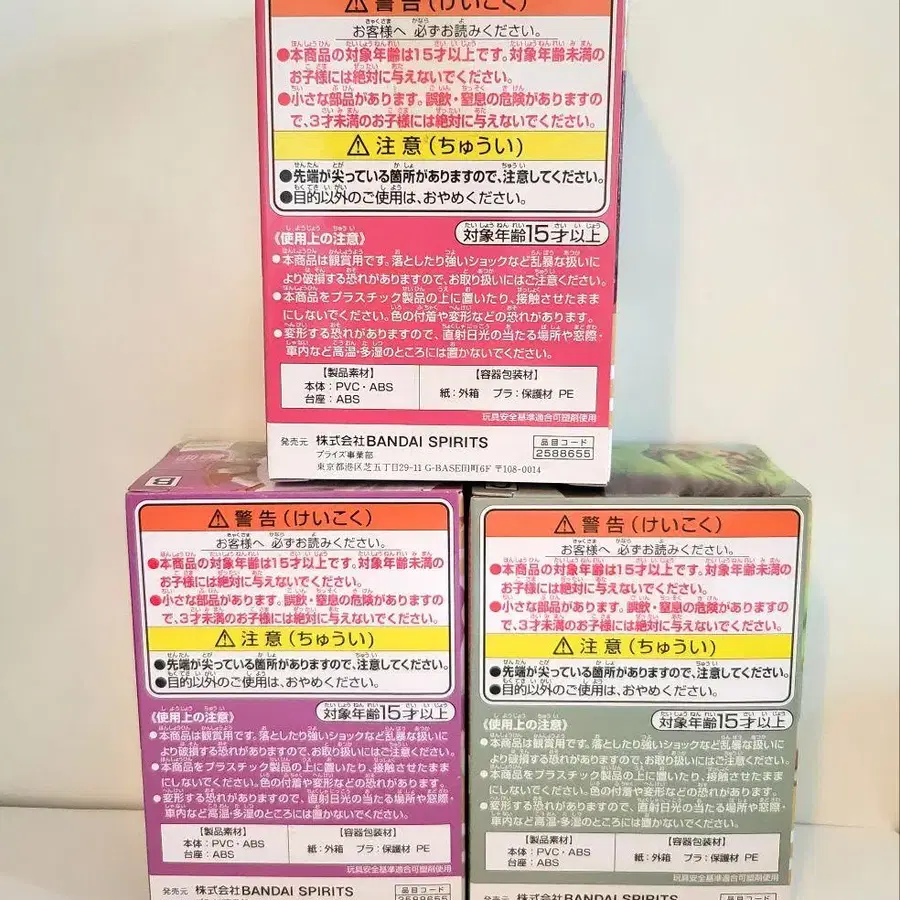 ⚠警告(けいこく)
お客様へ 必ずお読みください。
●本商品の対象年齢は15才以上です。対象年齢未満の
お子様には絶対に与えないでください。
●小さな部品があります。誤飲・窒息の危険がありますの
で、3才未満のお子様には絶対に与えないでください。
⚠注意(ちゅうい)
●先端が尖っている箇所がありますので、注意してください。
●目的以外のご使用は、おやめください。
《使用上の注意》
対象年齢15才以上
●本商品は観賞用です。落としたり強いショックなど乱暴な扱いに
より破損する恐れがありますので、お取り扱いにはご注意ください。
●本商品をプラスチック製品の上に置いたり、接触させたまま
にしないでください。色の付着や変形などの恐れがあります。
●変形する恐れがありますので、直射日光の当たる場所や窓際・
車内など高温・多湿のところには置かないでください。
【製品素材】
本体:PVC・ABS
台座:ABS
【容器包装材】
紙:外箱 プラ:保護材 PE
玩具安全基準適合可塑剤使用
発売元 株式会社BANDAI SPIRITS
プライズ事業部
東京都港区芝五丁目29-11 G-BASE田町6F 〒108-0014
品目コード
2588655
B
⚠警告(けいこく)
お客様へ 必ずお読みください。
●本商品の対象年齢は15才以上です。対象年齢未満の
お子様には絶対に与えないでください。
●小さな部品があります。誤飲・窒息の危険がありますの
で、3才未満のお子様には絶対に与えないでください。
⚠注意(ちゅうい)
●先端が尖っている箇所がありますので、注意してください。
●目的以外のご使用は、おやめください。
《使用上の注意》
対象年齢15才以上
●本商品は観賞用です。落としたり強いショックなど乱暴な扱いに
より破損する恐れがありますので、お取り扱いにはご注意ください。
●本商品をプラスチック製品の上に置いたり、接触させたまま
にしないでください。色の付着や変形などの恐れがあります。
●変形する恐れがありますので、直射日光の当たる場所や窓際・
車内など高温・多湿のところには置かないでください。
【製品素材】
本体:PVC・ABS
台座:ABS
【容器包装材】
紙:外箱 プラ:保護材 PE
玩具安全基準適合可塑剤使用
発売元 株式会社BANDAI SPIRITS
品目コード
2588655
⚠警告(けいこく)
お客様へ 必ずお読みください。
●本商品の対象年齢は15才以上です。対象年齢未満の
お子様には絶対に与えないでください。
●小さな部品があります。誤飲・窒息の危険がありますの
で、3才未満のお子様には絶対に与えないでください。
⚠注意(ちゅうい)
●先端が尖っている箇所がありますので、注意してください。
●目的以外のご使用は、おやめください。
《使用上の注意》
対象年齢15才以上
●本商品は観賞用です。落としたり強いショックなど乱暴な扱いに
より破損する恐れがありますので、お取り扱いにはご注意ください。
●本商品をプラスチック製品の上に置いたり、接触させたまま
にしないでください。色の付着や変形などの恐れがあります。
●変形する恐れがありますので、直射日光の当たる場所や窓際・
車内など高温・多湿のところには置かないでください。
【製品素材】
本体:PVC・ABS
台座:ABS
【容器包装材】
紙:外箱 プラ:保護材 PE
玩具安全基準適合可塑剤使用
発売元 株式会社BANDAI SPIRITS
品目コード